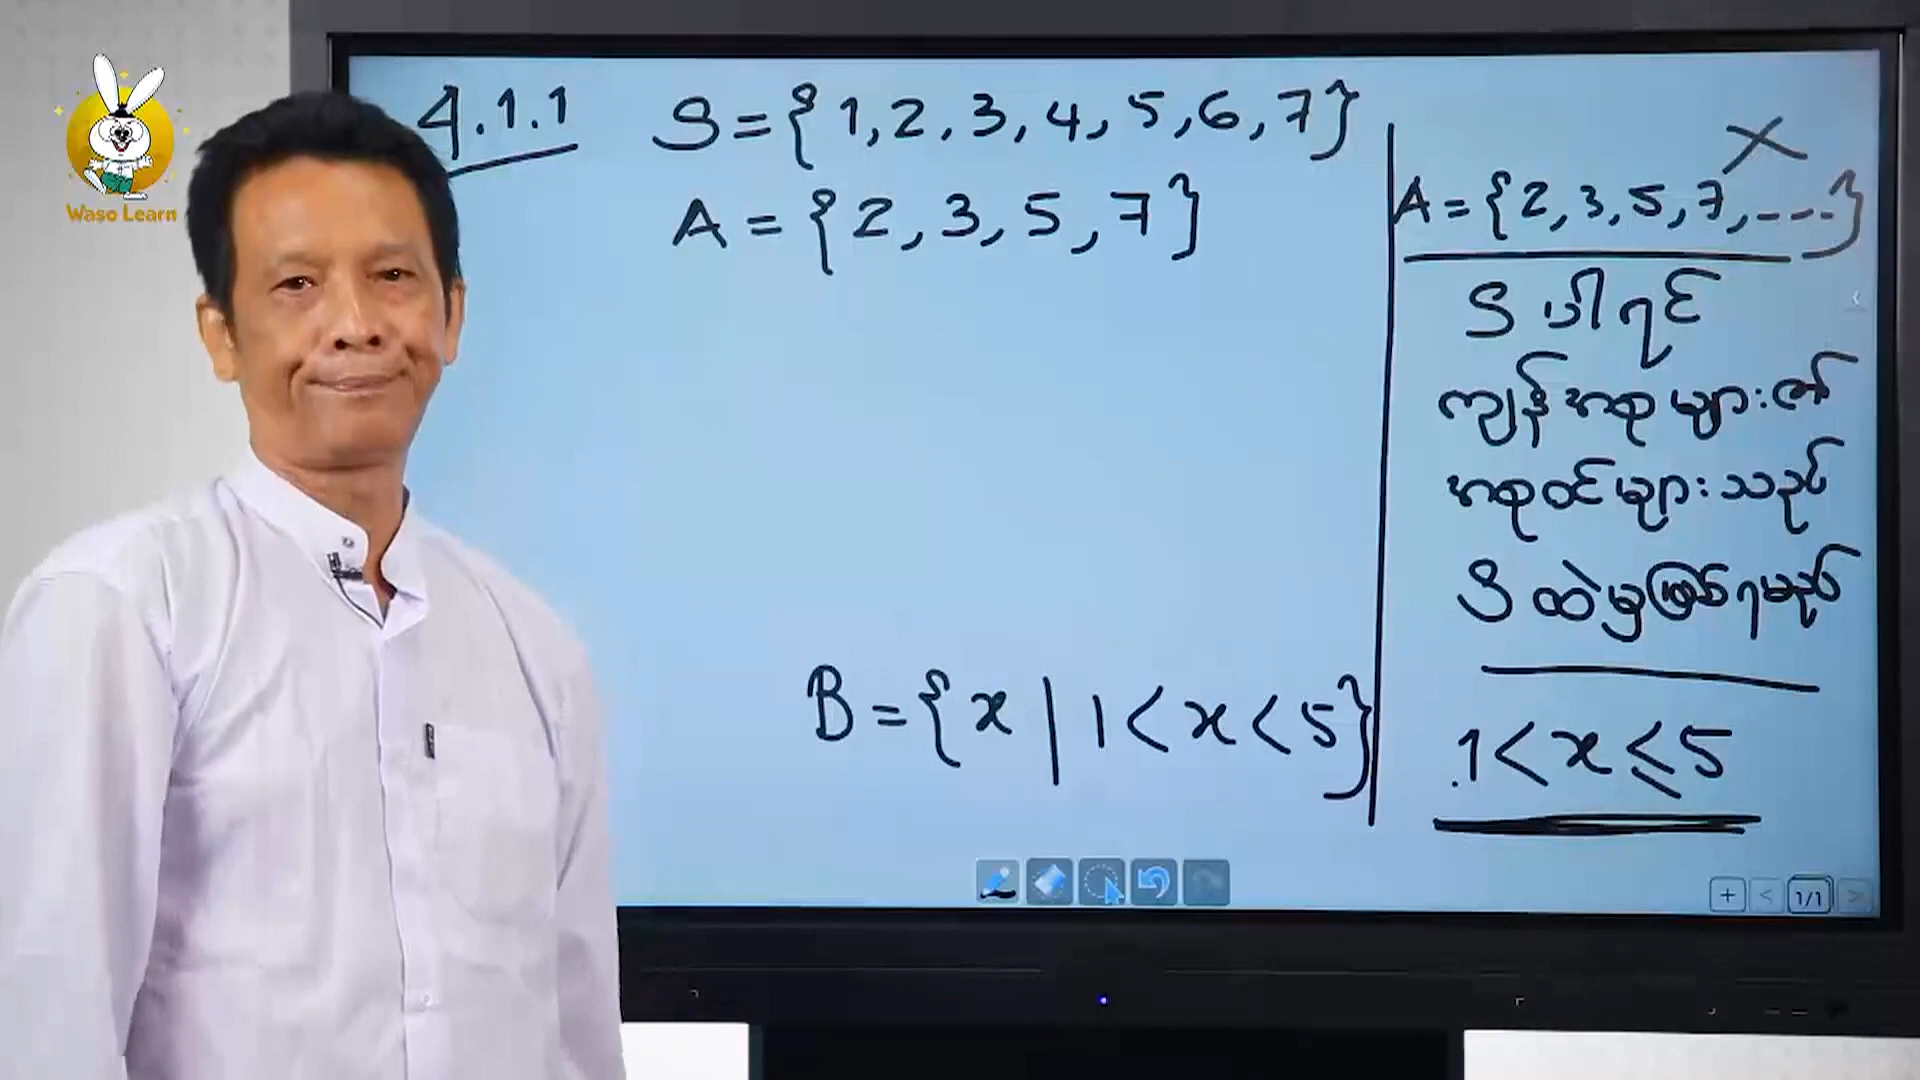 Waso Learn
4.1.1
S = {1, 2, 3, 4, 5, 6, 7}
A = {2, 3, 5, 7}
B = {x | 1 < x < 5}
A = {2, 3, 5, 7, ----}
S ပါရင်
ကျန်အစုများ၏
အစုဝင်များသည်
S ထဲမှဖြစ်ရမည်
1 < x ≤ 5
1/1